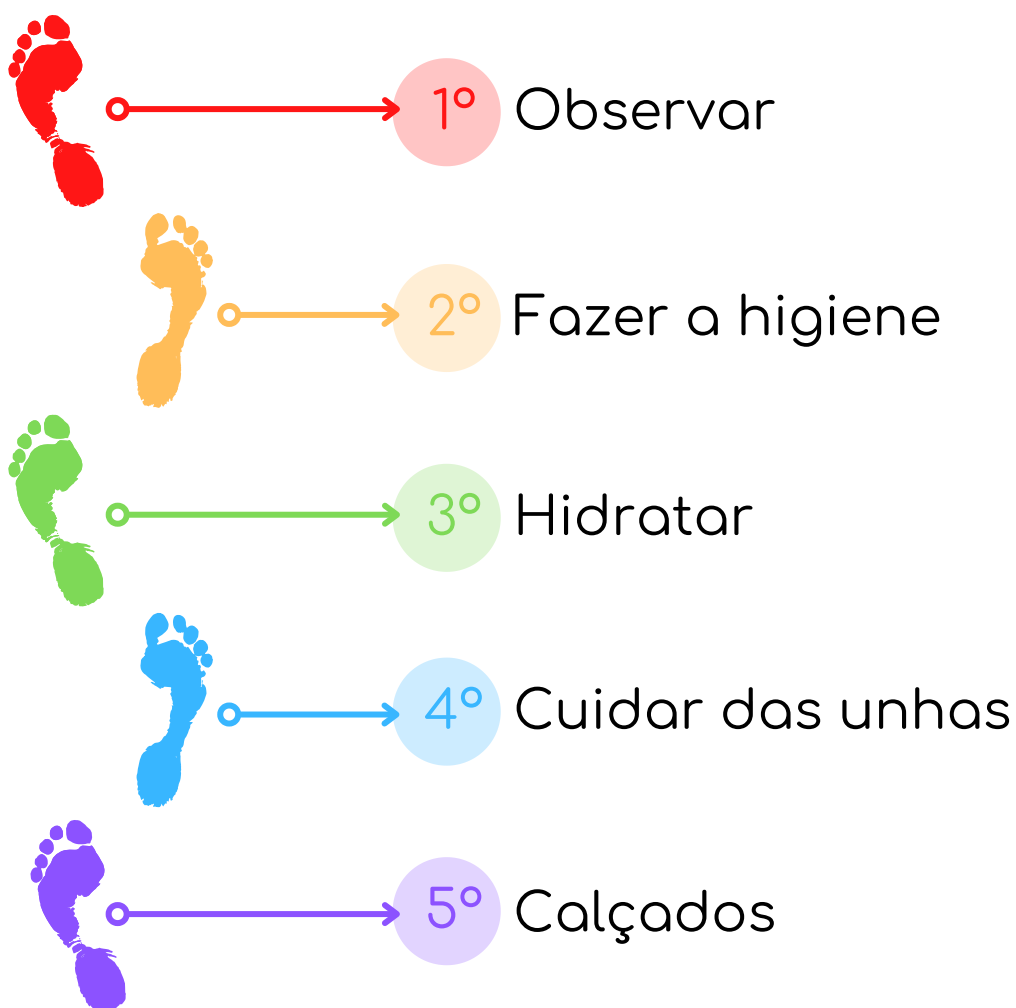 1º Observar
2º Fazer a higiene
3º Hidratar
4º Cuidar das unhas
5º Calçados